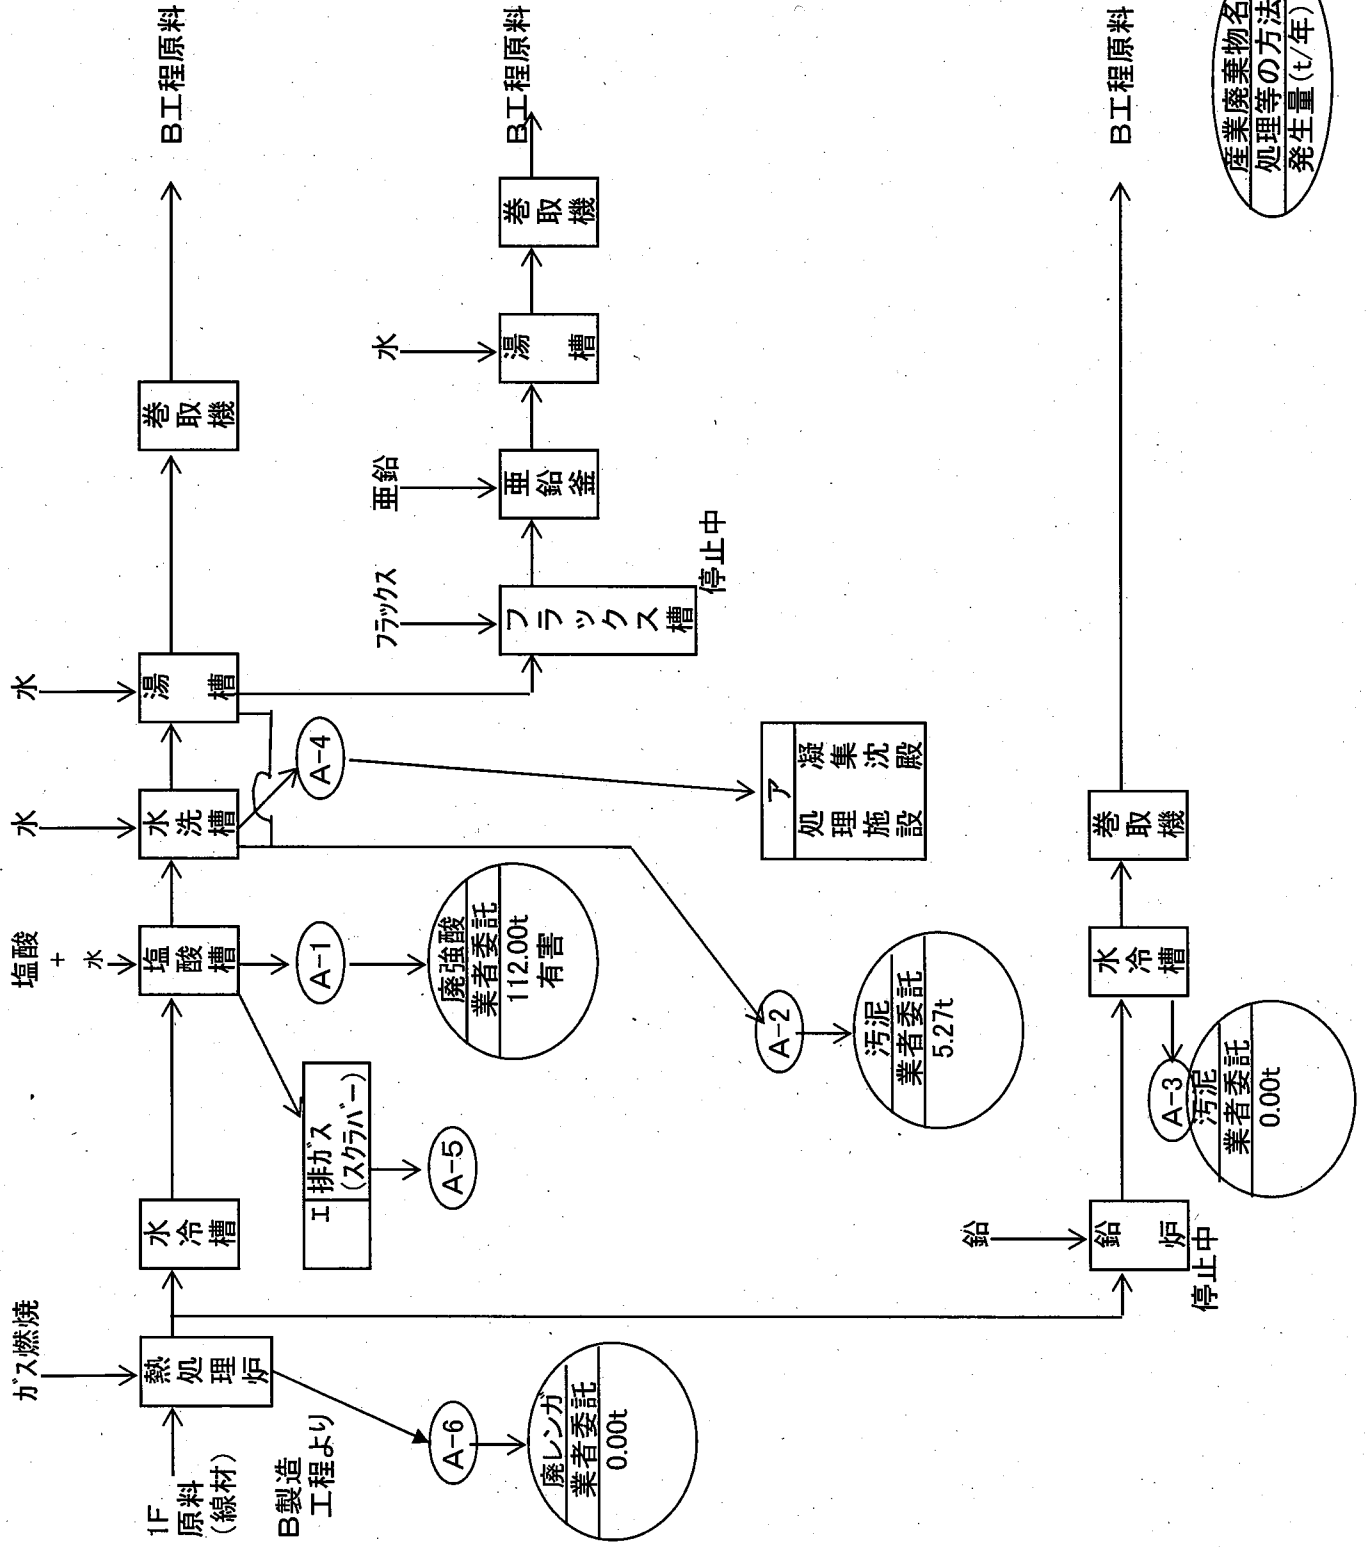 1F
原料
(線材)
B製造
工程より
ガス燃焼
熱処理炉
A-6
廃レンガ
業者委託
0.00t
水冷槽
塩酸
+
水
塩酸槽
エ
排ガス
(スクラバー)
A-5
A-1
廃強酸
業者委託
112.00t
有害
水
水洗槽
A-4
ア
凝集沈殿
処理施設
A-2
汚泥
業者委託
5.27t
水
湯槽
巻取機
B工程原料
フラックス
フラックス槽
停止中
亜鉛
亜鉛釜
水
湯槽
巻取機
B工程原料
鉛
鉛炉
停止中
水冷槽
A-3
汚泥
業者委託
0.00t
巻取機
B工程原料
産業廃棄物名
処理等の方法
発生量(t/年)